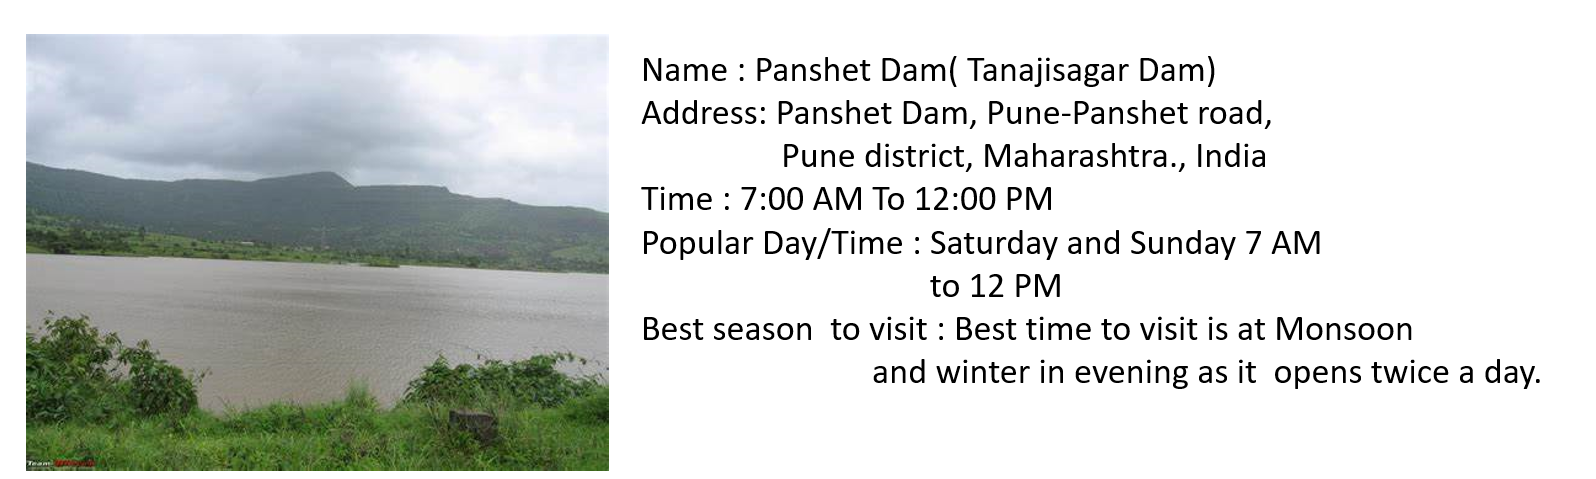 Name : Panshet Dam( Tanajisagar Dam)
Address: Panshet Dam, Pune-Panshet road,
Pune district, Maharashtra., India
Time : 7:00 AM To 12:00 PM
Popular Day/Time : Saturday and Sunday 7 AM
to 12 PM
Best season  to visit : Best time to visit is at Monsoon
and winter in evening as it  opens twice a day.
Team-